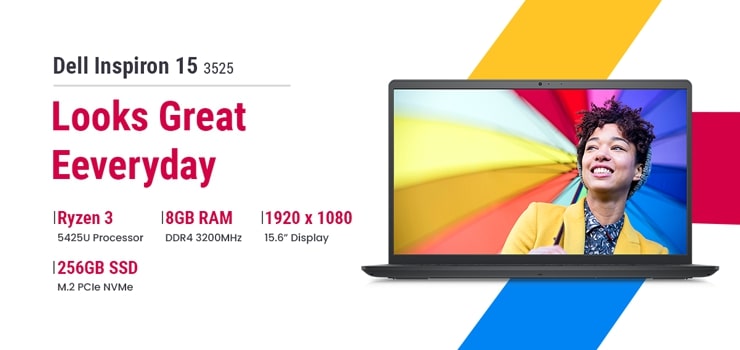 Dell Inspiron 15 3525
Looks Great
Eeveryday
Ryzen 3
5425U Processor
8GB RAM
DDR4 3200MHz
1920 x 1080
15.6” Display
256GB SSD
M.2 PCIe NVMe